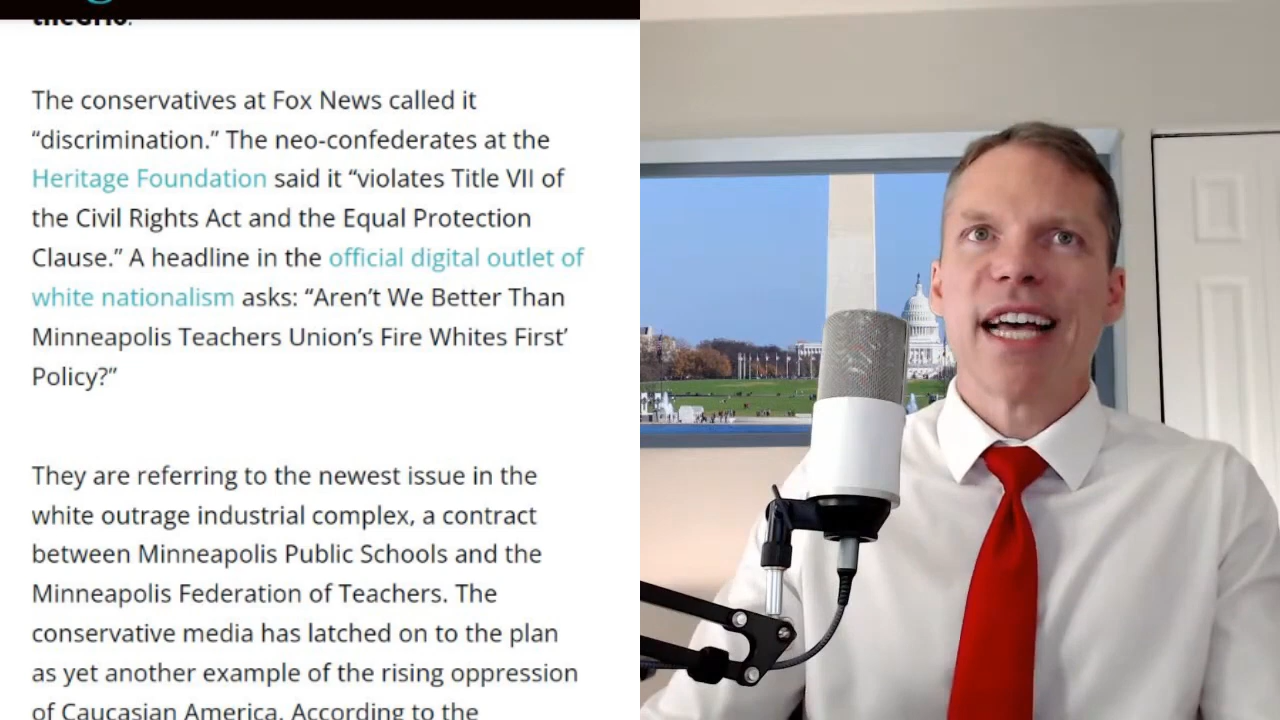 theGrio.
The conservatives at Fox News called it
“discrimination.” The neo-confederates at the
Heritage Foundation said it “violates Title VII of
the Civil Rights Act and the Equal Protection
Clause.” A headline in the official digital outlet of
white nationalism asks: “Aren’t We Better Than
Minneapolis Teachers Union’s Fire Whites First’
Policy?”
They are referring to the newest issue in the
white outrage industrial complex, a contract
between Minneapolis Public Schools and the
Minneapolis Federation of Teachers. The
conservative media has latched on to the plan
as yet another example of the rising oppression
of Caucasian America. According to the